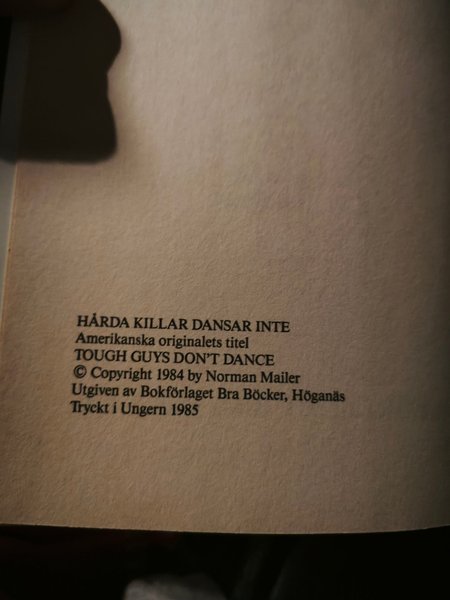 HÅRDA KILLAR DANSAR INTE
Amerikanska originalets titel
TOUGH GUYS DON'T DANCE
© Copyright 1984 by Norman Mailer
Utgiven av Bokförlaget Bra Böcker, Höganäs
Tryckt i Ungern 1985